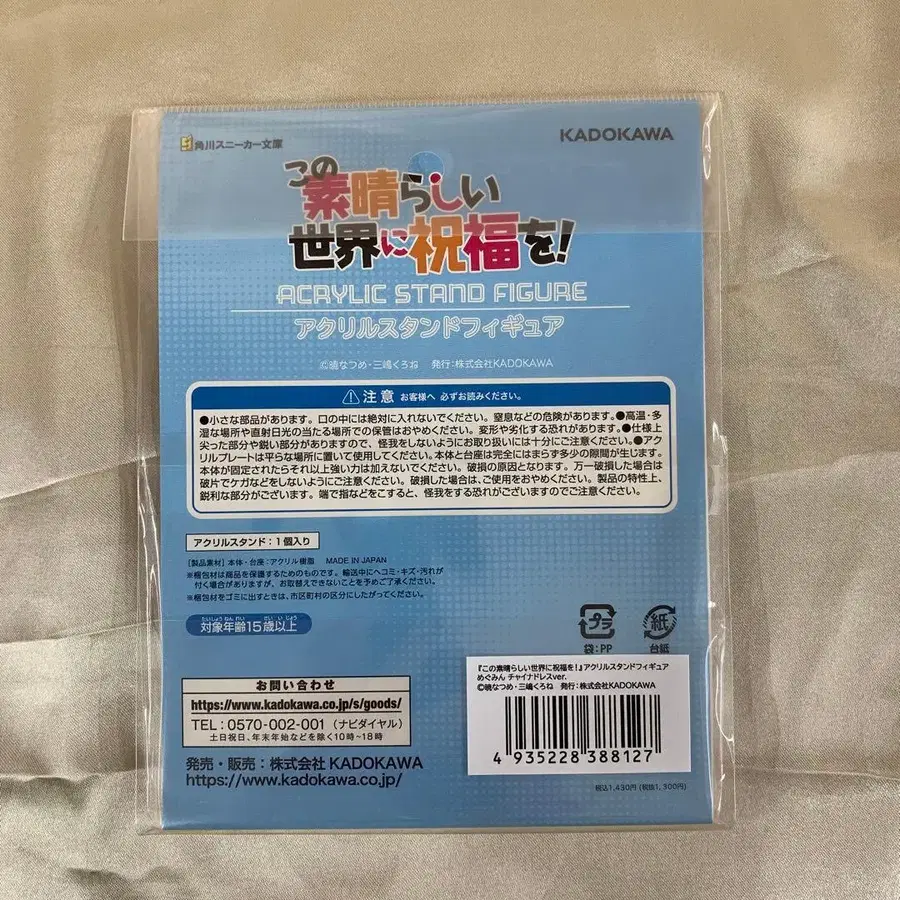 角川スニーカー文庫
KADOKAWA
この
素晴らしい
世界に祝福を!
ACRYLIC STAND FIGURE
アクリルスタンドフィギュア
©暁なつめ・三嶋くろね 発行:株式会社KADOKAWA
⚠注意 お客様へ 必ずお読みください。
●小さな部品があります。口の中には絶対に入れないでください。窒息などの危険があります。●高温・多
湿な場所や直射日光の当たる場所での保管はおやめください。変形や劣化する恐れがあります。●仕様上
尖った部分や鋭い部分がありますので、怪我をしないようにお取り扱いには十分にご注意ください。●アク
リルプレートは平らな場所に置いて使用してください。本体と台座は完全にはまらず多少の隙間が生じます。
本体が固定されたらそれ以上強い力は加えないでください。破損の原因となります。万一破損した場合は
破片でケガなどをしないようにご注意ください。破損した場合は、ご使用をおやめください。製品の特性上、
鋭利な部分がございます。端で指などをこすると、怪我をする恐れがございますのでご注意ください。
アクリルスタンド:1個入り
[製品素材] 本体・台座:アクリル樹脂 MADE IN JAPAN
※梱包材は商品を保護するためのものです。輸送中にヘコミ・キズ・汚れが
付く場合がありますが、お取替えできないことを予めご了承ください。
※梱包材をゴミに出すときは、市区町村の区分にしたがってください。
対象年齢15歳以上
たいしょうねんれい さいいじょう
プラ
袋:PP
紙
台紙
お問い合わせ
https://www.kadokawa.co.jp/s/goods/
TEL:0570-002-001(ナビダイヤル)
土日祝日、年末年始などを除く10時~18時
発売・販売:株式会社 KADOKAWA
https://www.kadokawa.co.jp/
『この素晴らしい世界に祝福を!』アクリルスタンドフィギュア
めぐみん チャイナドレスver.
©暁なつめ・三嶋くろね 発行:株式会社KADOKAWA
4 935228 388127
税込1,430円(税抜1,300円)